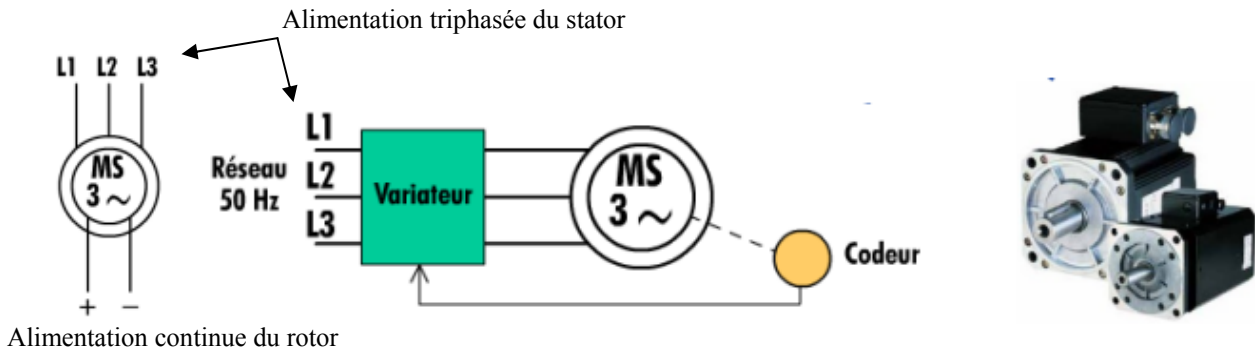 Alimentation triphasée du stator
L1 L2 L3
MS
3 ~
+ −
Alimentation continue du rotor
Réseau
50 Hz
L1
L2
L3
Variateur
MS
3 ~
Codeur